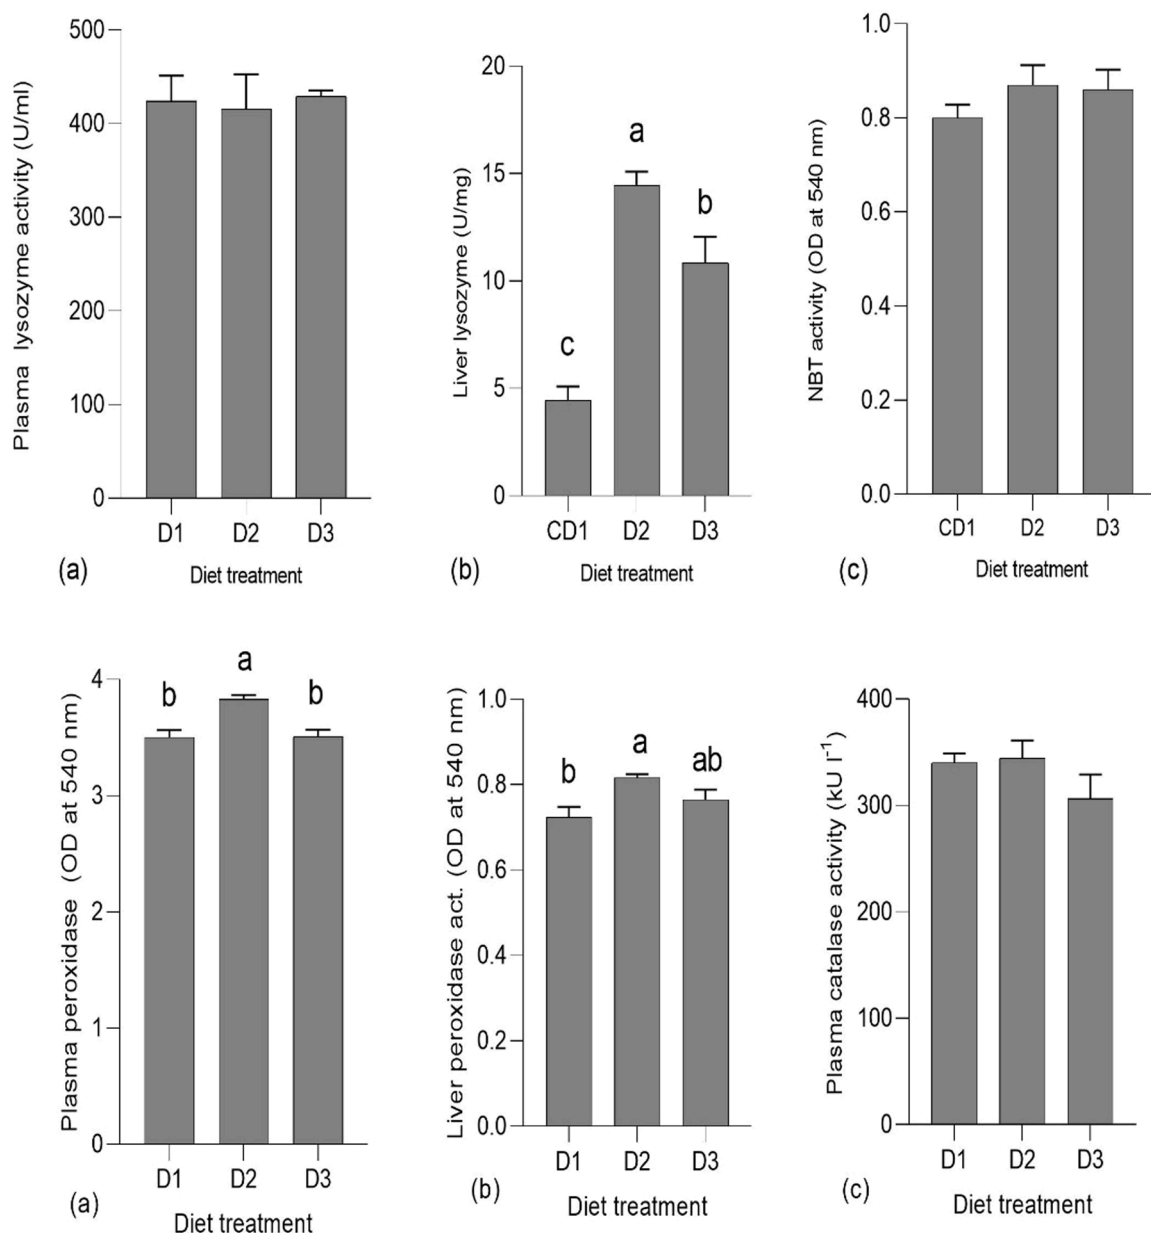 Plasma lysozyme activity (U/ml)
500
400
300
200
100
0
D1 D2 D3
(a)
Diet treatment
Liver lysozyme (U/mg)
20
15
10
5
0
c
a
b
CD1 D2 D3
(b)
Diet treatment
NBT activity (OD at 540 nm)
1.0
0.8
0.6
0.4
0.2
0.0
CD1 D2 D3
(c)
Diet treatment
Plasma peroxidase (OD at 540 nm)
4
3
2
1
0
b
a
b
D1 D2 D3
(a)
Diet treatment
Liver peroxidase act. (OD at 540 nm)
1.0
0.8
0.6
0.4
0.2
0.0
b
a
ab
D1 D2 D3
(b)
Diet treatment
Plasma catalase activity (kU l⁻¹)
400
300
200
100
0
D1 D2 D3
(c)
Diet treatment